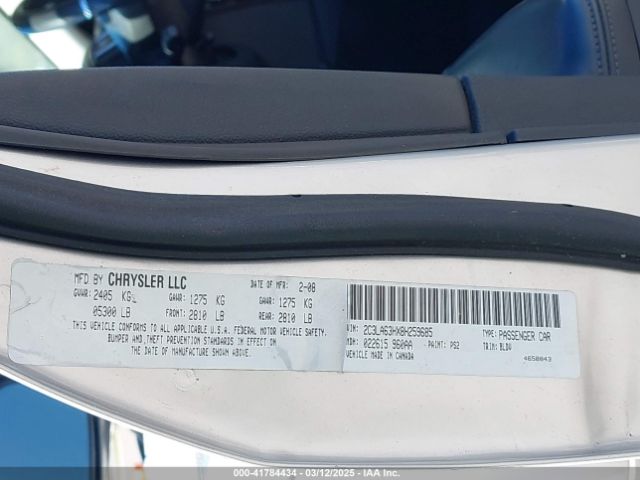 MFD BY CHRYSLER LLC DATE OF MFR: 2-08
GVWR: 2405 KG GAWR: 1275 KG GAWR: 1275 KG
05300 LB FRONT: 2810 LB REAR: 2810 LB
THIS VEHICLE CONFORMS TO ALL APPLICABLE U.S.A. FEDERAL MOTOR VEHICLE SAFETY,
BUMPER AND THEFT PREVENTION STANDARDS IN EFFECT ON THE
DATE OF MANUFACTURE SHOWN ABOVE.
VIN: 2C3LA63HX8H259685 TYPE: PASSENGER CAR
MDH: 022615 960AA PAINT: PS2 TRIM: BLDV
MADE IN CANADA
4658043
000-41784434 - 03/12/2025 - IAA Inc.